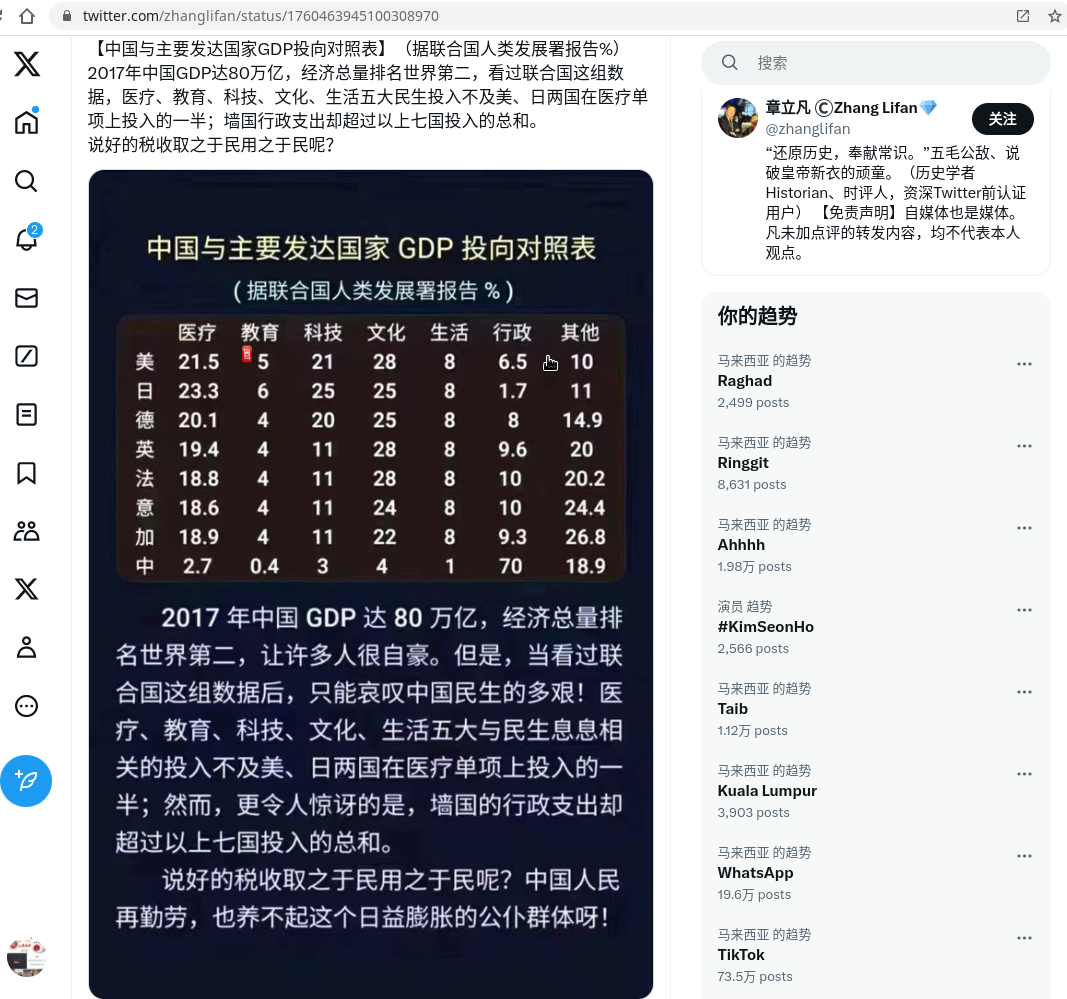 twitter.com/zhanglifan/status/1760463945100308970
【中国与主要发达国家GDP投向对照表】（据联合国人类发展署报告%）
2017年中国GDP达80万亿，经济总量排名世界第二，看过联合国这组数
据，医疗、教育、科技、文化、生活五大民生投入不及美、日两国在医疗单
项上投入的一半；墙国行政支出却超过以上七国投入的总和。
说好的税收取之于民用之于民呢？
中国与主要发达国家 GDP 投向对照表
( 据联合国人类发展署报告 % )
医疗 教育 科技 文化 生活 行政 其他
美 21.5 5 21 28 8 6.5 10
日 23.3 6 25 25 8 1.7 11
德 20.1 4 20 25 8 8 14.9
英 19.4 4 11 28 8 9.6 20
法 18.8 4 11 28 8 10 20.2
意 18.6 4 11 24 8 10 24.4
加 18.9 4 11 22 8 9.3 26.8
中 2.7 0.4 3 4 1 70 18.9
2017 年中国 GDP 达 80 万亿，经济总量排
名世界第二，让许多人很自豪。但是，当看过联
合国这组数据后，只能哀叹中国民生的多艰！医
疗、教育、科技、文化、生活五大与民生息息相
关的投入不及美、日两国在医疗单项上投入的一
半；然而，更令人惊讶的是，墙国的行政支出却
超过以上七国投入的总和。
说好的税收取之于民用之于民呢？中国人民
再勤劳，也养不起这个日益膨胀的公仆群体呀！
2
搜索
章立凡 ⒸZhang Lifan💎
@zhanglifan
关注
“还原历史，奉献常识。”五毛公敌、说
破皇帝新衣的顽童。（历史学者
Historian、时评人，资深Twitter前认证
用户） 【免责声明】自媒体也是媒体。
凡未加点评的转发内容，均不代表本人
观点。
你的趋势
马来西亚 的趋势
Raghad
2,499 posts
马来西亚 的趋势
Ringgit
8,631 posts
马来西亚 的趋势
Ahhhh
1.98万 posts
演员 趋势
#KimSeonHo
2,566 posts
马来西亚 的趋势
Taib
1.12万 posts
马来西亚 的趋势
Kuala Lumpur
3,903 posts
马来西亚 的趋势
WhatsApp
19.6万 posts
马来西亚 的趋势
TikTok
73.5万 posts